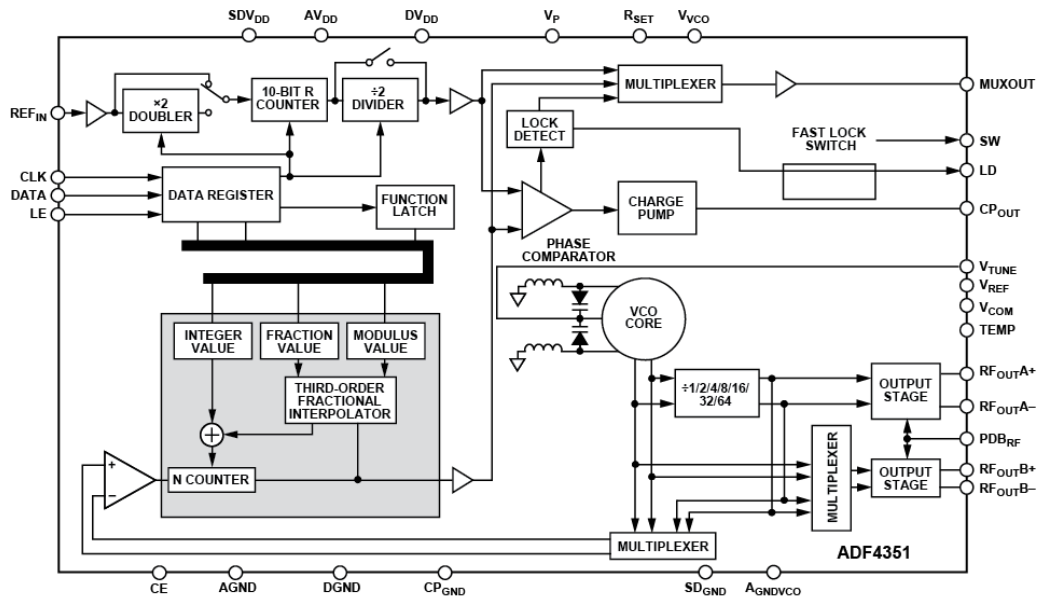 SDVDD
AVDD
DVDD
VP
RSET
VVCO
REFIN
×2
DOUBLER
10-BIT R
COUNTER
÷2
DIVIDER
MULTIPLEXER
MUXOUT
LOCK
DETECT
FAST LOCK
SWITCH
SW
LD
CLK
DATA
LE
DATA REGISTER
FUNCTION
LATCH
CHARGE
PUMP
CPOUT
PHASE
COMPARATOR
VTUNE
VREF
VCOM
TEMP
VCO
CORE
INTEGER
VALUE
FRACTION
VALUE
MODULUS
VALUE
THIRD-ORDER
FRACTIONAL
INTERPOLATOR
÷1/2/4/8/16/
32/64
OUTPUT
STAGE
RFOUTA+
RFOUTA–
PDBRF
+
–
N COUNTER
MULTIPLEXER
OUTPUT
STAGE
RFOUTB+
RFOUTB–
MULTIPLEXER
ADF4351
CE
AGND
DGND
CPGND
SDGND
AGNDVCO